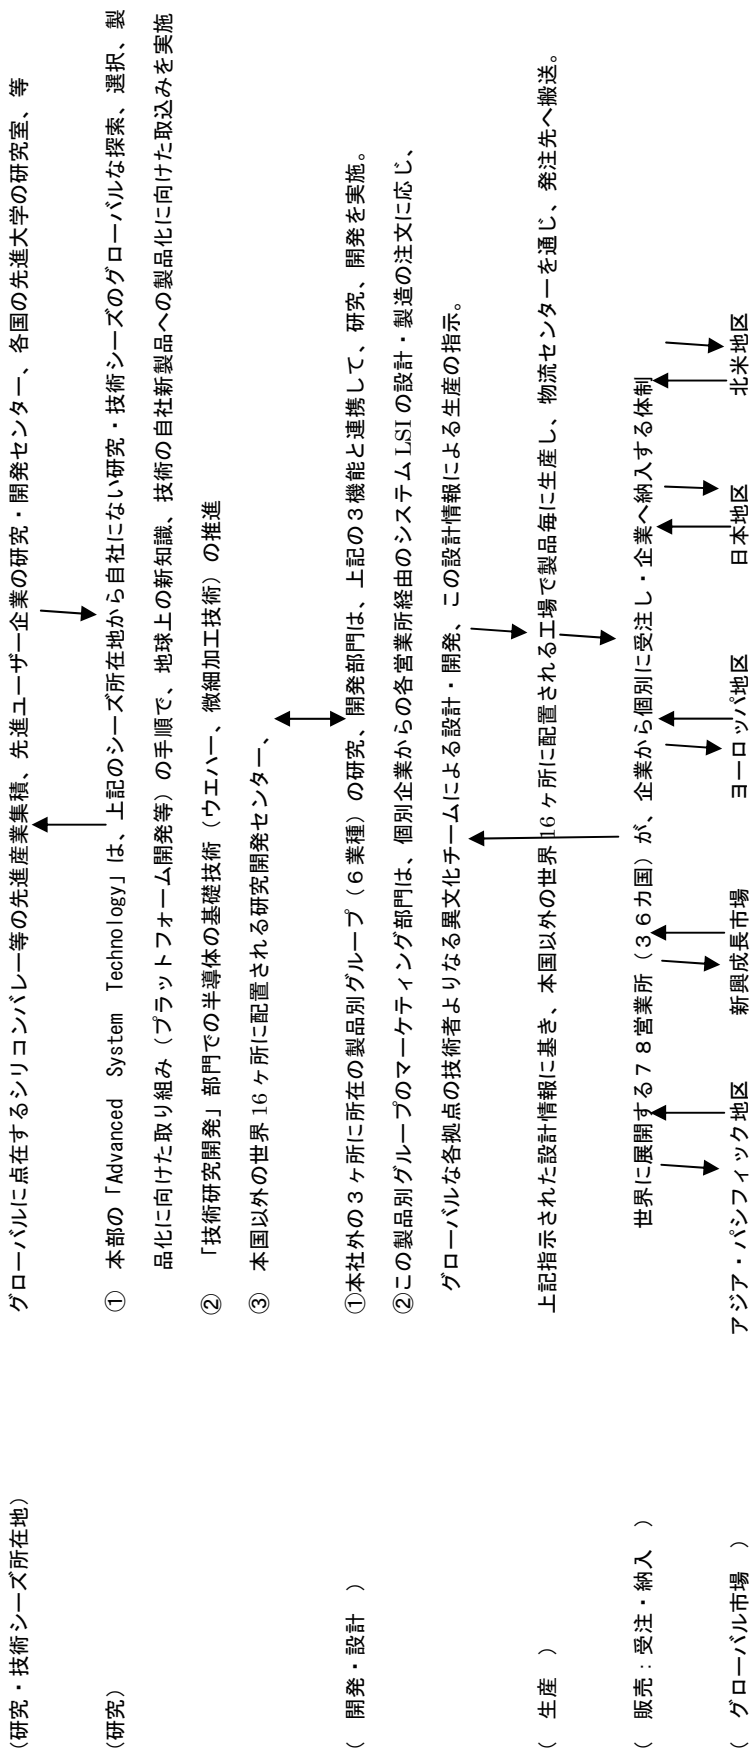 (研究・技術シーズ所在地) グローバルに点在するシリコンバレー等の先進産業集積、先進ユーザー企業の研究・開発センター、各国の先進大学の研究室、等
(研究) ① 本部の「Advanced System Technology」は、上記のシーズ所在地から自社にない研究・技術シーズのグローバルな探索、選択、製
品化に向けた取り組み（プラットフォーム開発等）の手順で、地球上の新知識、技術の自社新製品への製品化に向けた取込みを実施
② 「技術研究開発」部門での半導体の基礎技術（ウエハー、微細加工技術）の推進
③ 本国以外の世界 16 ヶ所に配置される研究開発センター、
( 開発・設計 ) ①本社外の３ヶ所に所在の製品別グループ（６業種）の研究、開発部門は、上記の３機能と連携して、研究、開発を実施。
②この製品別グループのマーケティング部門は、個別企業からの各営業所経由のシステム LSI の設計・製造の注文に応じ、
グローバルな各拠点の技術者よりなる異文化チームによる設計・開発、この設計情報による生産の指示。
( 生産 ) 上記指示された設計情報に基き、本国以外の世界 16 ヶ所に配置される工場で製品毎に生産し、物流センターを通じ、発注先へ搬送。
( 販売：受注・納入 ) 世界に展開する７８営業所（３６カ国）が、企業から個別に受注し・企業へ納入する体制
( グローバル市場 ) アジア・パシフィック地区 新興成長市場 ヨーロッパ地区 日本地区 北米地区